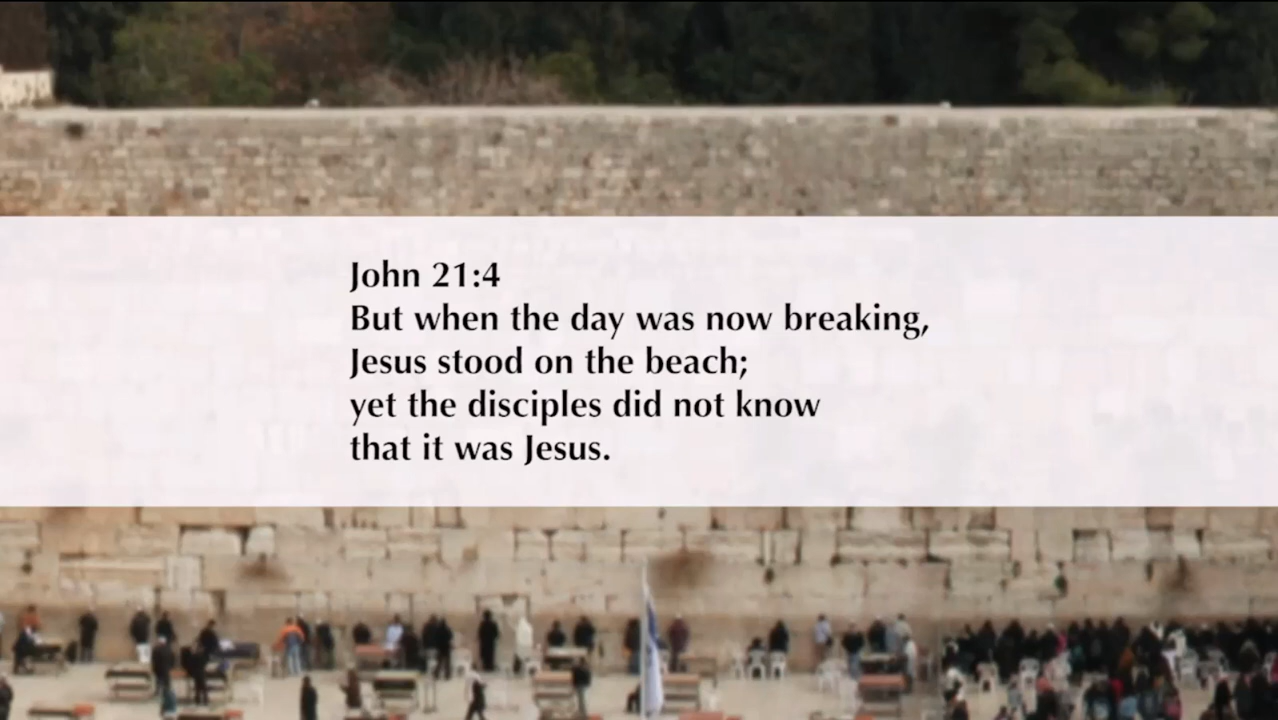 John 21:4
But when the day was now breaking,
Jesus stood on the beach;
yet the disciples did not know
that it was Jesus.